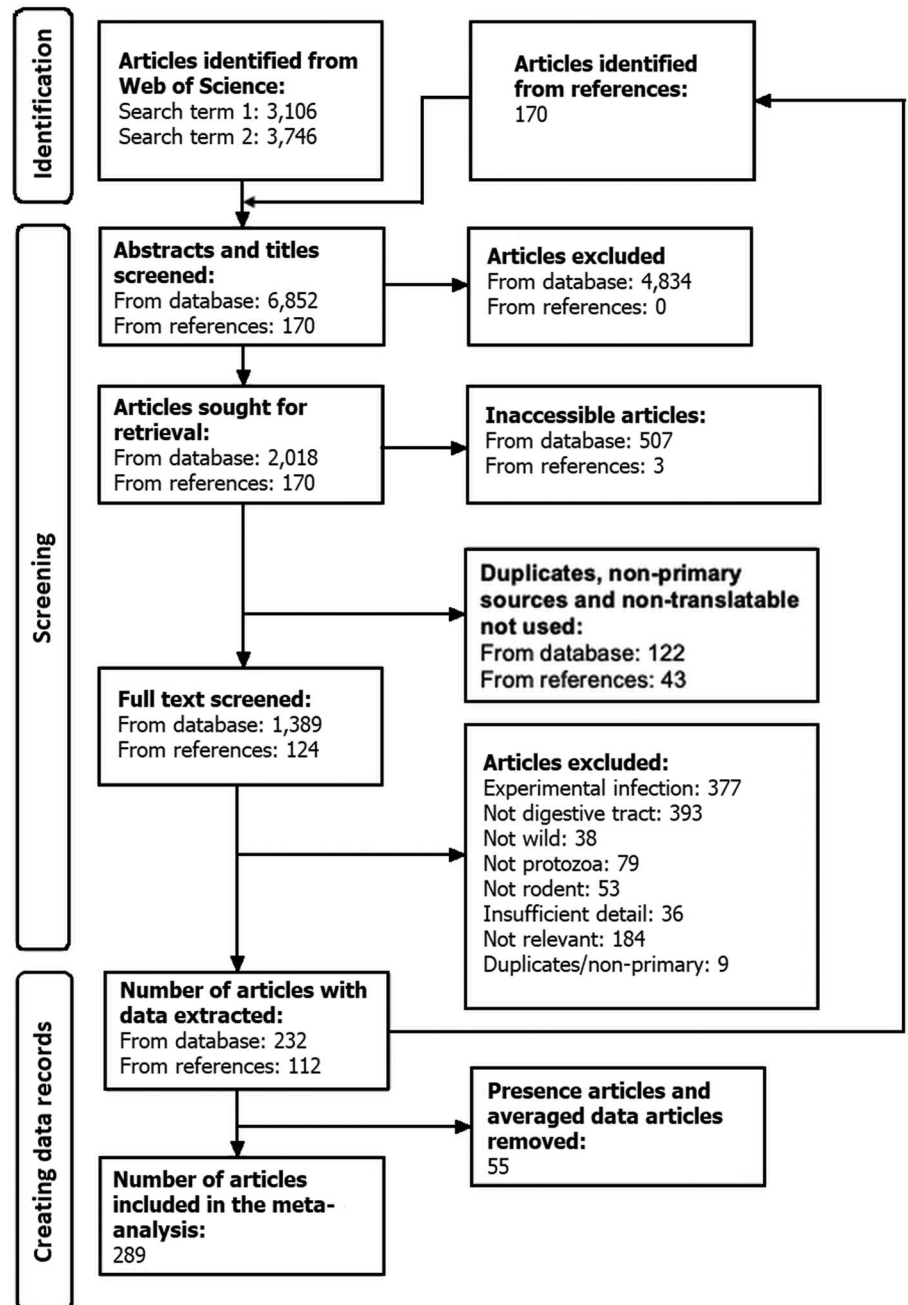 Identification
Articles identified from
Web of Science:
Search term 1: 3,106
Search term 2: 3,746
Articles identified
from references:
170
Screening
Abstracts and titles
screened:
From database: 6,852
From references: 170
Articles excluded
From database: 4,834
From references: 0
Articles sought for
retrieval:
From database: 2,018
From references: 170
Inaccessible articles:
From database: 507
From references: 3
Duplicates, non-primary
sources and non-translatable
not used:
From database: 122
From references: 43
Full text screened:
From database: 1,389
From references: 124
Articles excluded:
Experimental infection: 377
Not digestive tract: 393
Not wild: 38
Not protozoa: 79
Not rodent: 53
Insufficient detail: 36
Not relevant: 184
Duplicates/non-primary: 9
Creating data records
Number of articles with
data extracted:
From database: 232
From references: 112
Presence articles and
averaged data articles
removed:
55
Number of articles
included in the meta-
analysis:
289